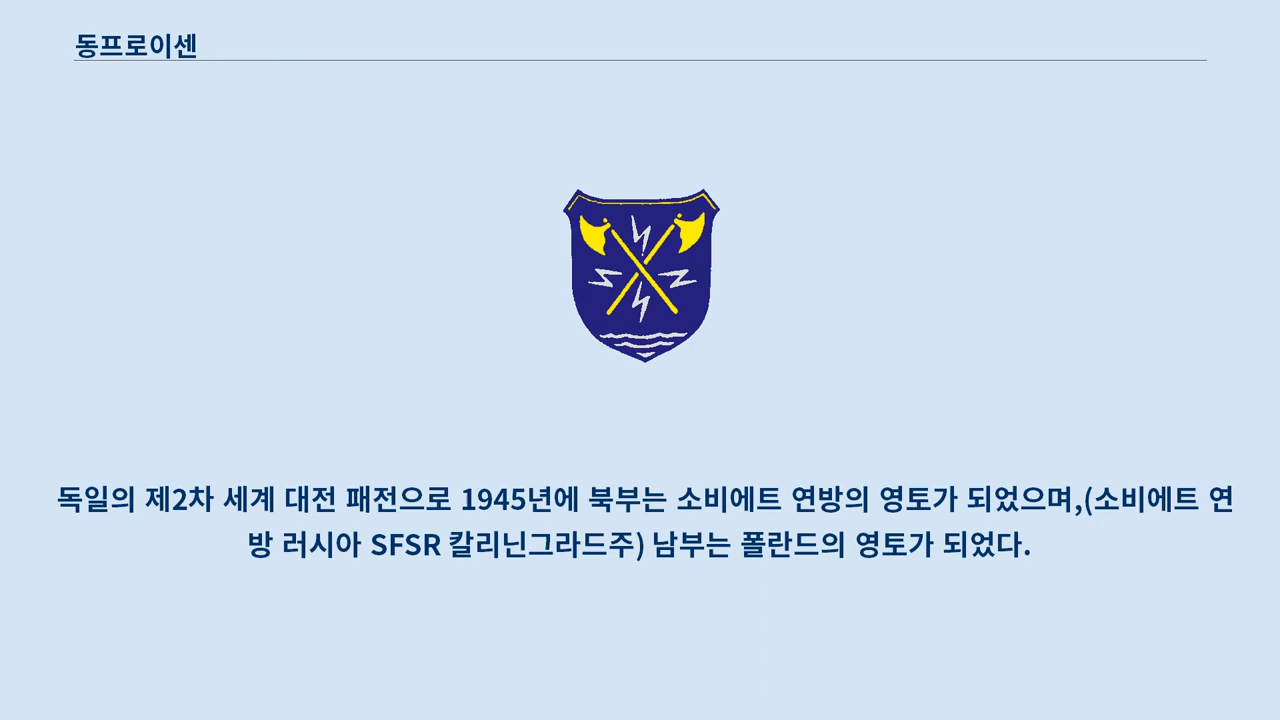 동프로이센
독일의 제2차 세계 대전 패전으로 1945년에 북부는 소비에트 연방의 영토가 되었으며,(소비에트 연
방 러시아 SFSR 칼리닌그라드주) 남부는 폴란드의 영토가 되었다.